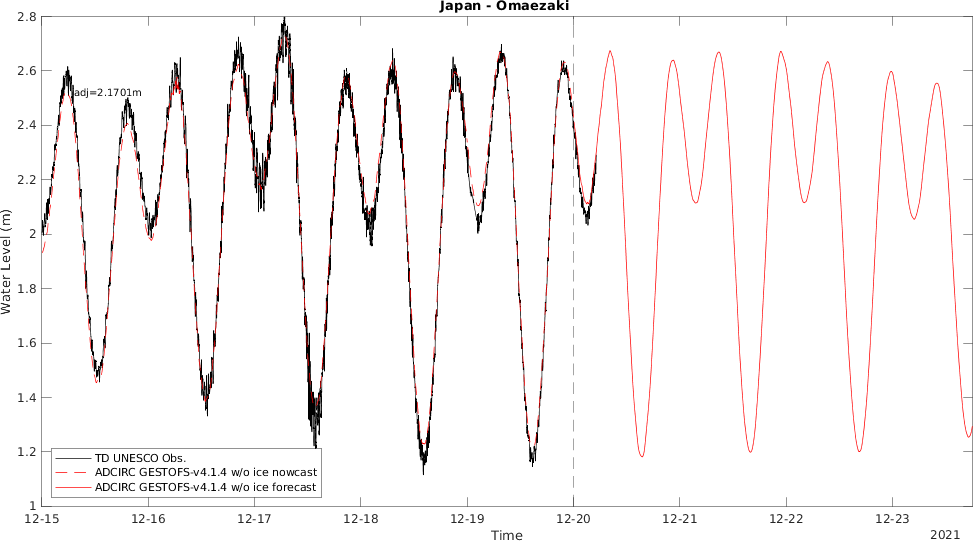 Japan - Omaezaki
2.8
2.6
2.4
2.2
2
1.8
1.6
1.4
1.2
1
Water Level (m)
adj=2.1701m
TD UNESCO Obs.
ADCIRC GESTOFS-v4.1.4 w/o ice nowcast
ADCIRC GESTOFS-v4.1.4 w/o ice forecast
12-15 12-16 12-17 12-18 12-19 12-20 12-21 12-22 12-23
Time
2021